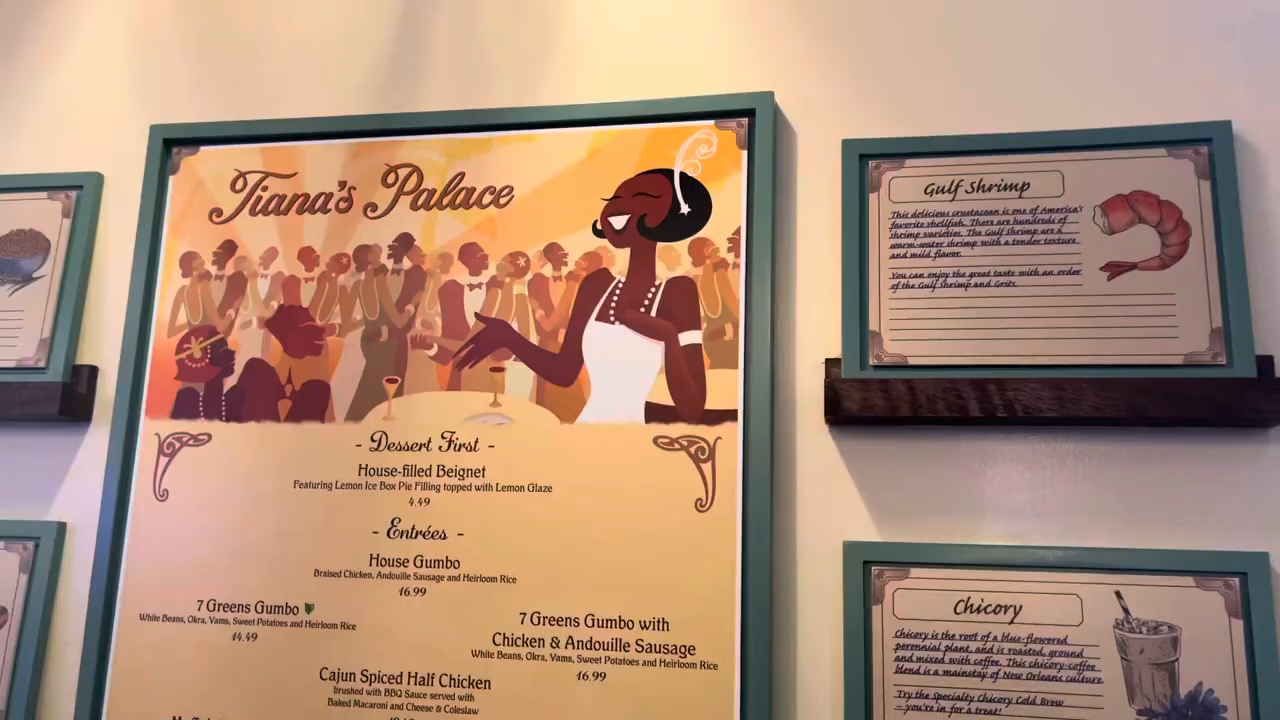 Tiana's Palace
- Dessert First -
House-filled Beignet
Featuring Lemon Ice Box Pie Filling topped with Lemon Glaze
4.49
- Entrées -
House Gumbo
Braised Chicken, Andouille Sausage and Heirloom Rice
16.99
7 Greens Gumbo
White Beans, Okra, Yams, Sweet Potatoes and Heirloom Rice
14.49
7 Greens Gumbo with
Chicken & Andouille Sausage
White Beans, Okra, Yams, Sweet Potatoes and Heirloom Rice
16.99
Cajun Spiced Half Chicken
brushed with BBQ Sauce served with
Baked Macaroni and Cheese & Coleslaw
Gulf Shrimp
This delicious crustacean is one of America's
favorite shellfish. There are hundreds of
shrimp varieties. The Gulf Shrimp are a
warm-water shrimp with a tender texture
and mild flavor.
You can enjoy the great taste with an order
of the Gulf Shrimp and Grits.
Chicory
Chicory is the root of a blue-flowered
perennial plant, and is roasted, ground
and mixed with coffee. This chicory-coffee
blend is a mainstay of New Orleans culture.
Try the Specialty Chicory Cold Brew
– you're in for a treat!